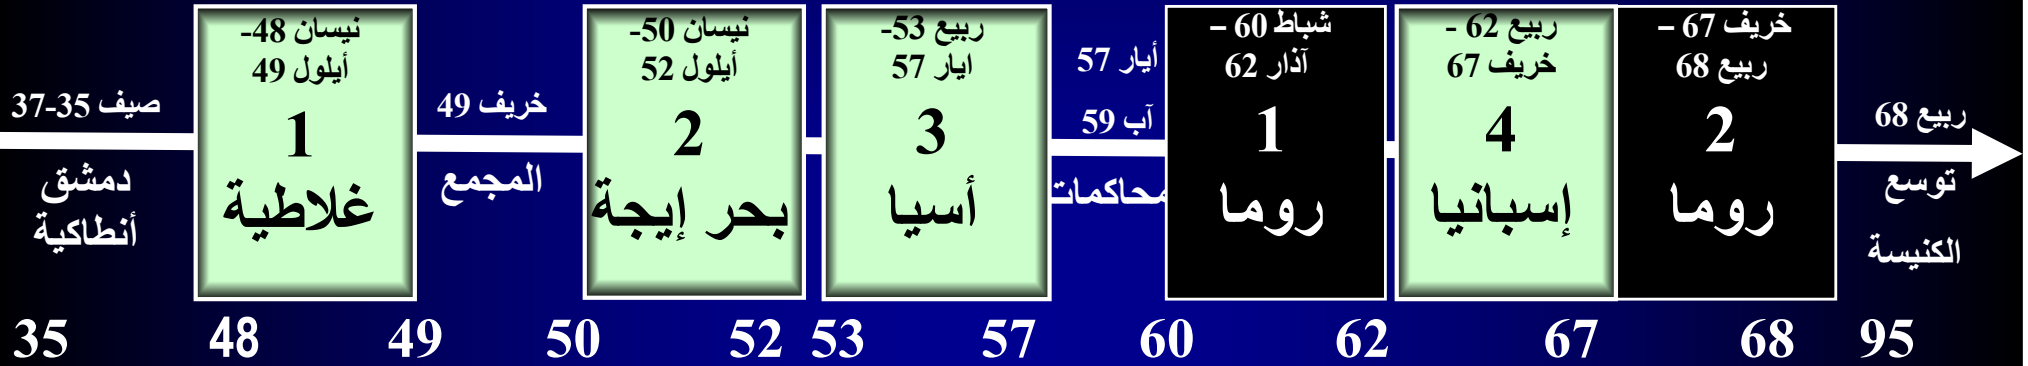 صيف 35-37
دمشق
أنطاكية
نيسان 48-
أيلول 49
1
غلاطية
خريف 49
المجمع
نيسان 50-
أيلول 52
2
بحر إيجة
ربيع 53-
ايار 57
3
أسيا
أيار 57
آب 59
محاكمات
شباط 60 –
آذار 62
1
روما
ربيع 62 -
خريف 67
4
إسبانيا
خريف 67 –
ربيع 68
2
روما
ربيع 68
توسع
الكنيسة
35 48 49 50 52 53 57 60 62 67 68 95